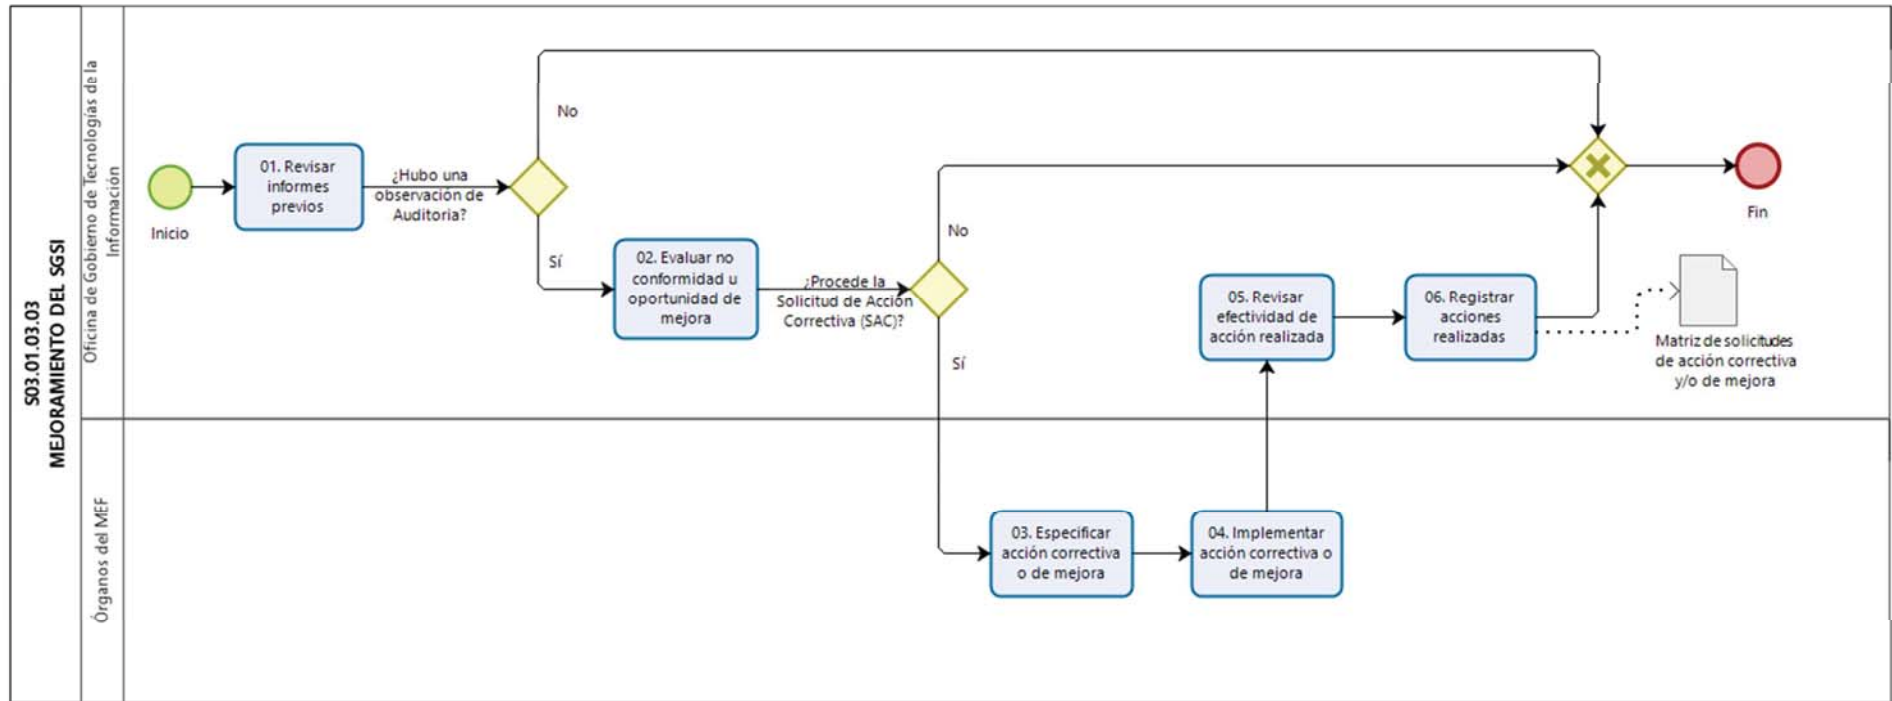 S03.01.03.03
MEJORAMIENTO DEL SGSI
Oficina de Gobierno de Tecnologías de la
Información
Inicio
01. Revisar
informes
previos
¿Hubo una
observación de
Auditoria?
No
Sí
02. Evaluar no
conformidad u
oportunidad de
mejora
¿Procede la
Solicitud de Acción
Correctiva (SAC)?
No
Sí
05. Revisar
efectividad de
acción realizada
06. Registrar
acciones
realizadas
Fin
Matriz de solicitudes
de acción correctiva
y/o de mejora
Órganos del MEF
03. Especificar
acción correctiva
o de mejora
04. Implementar
acción correctiva o
de mejora